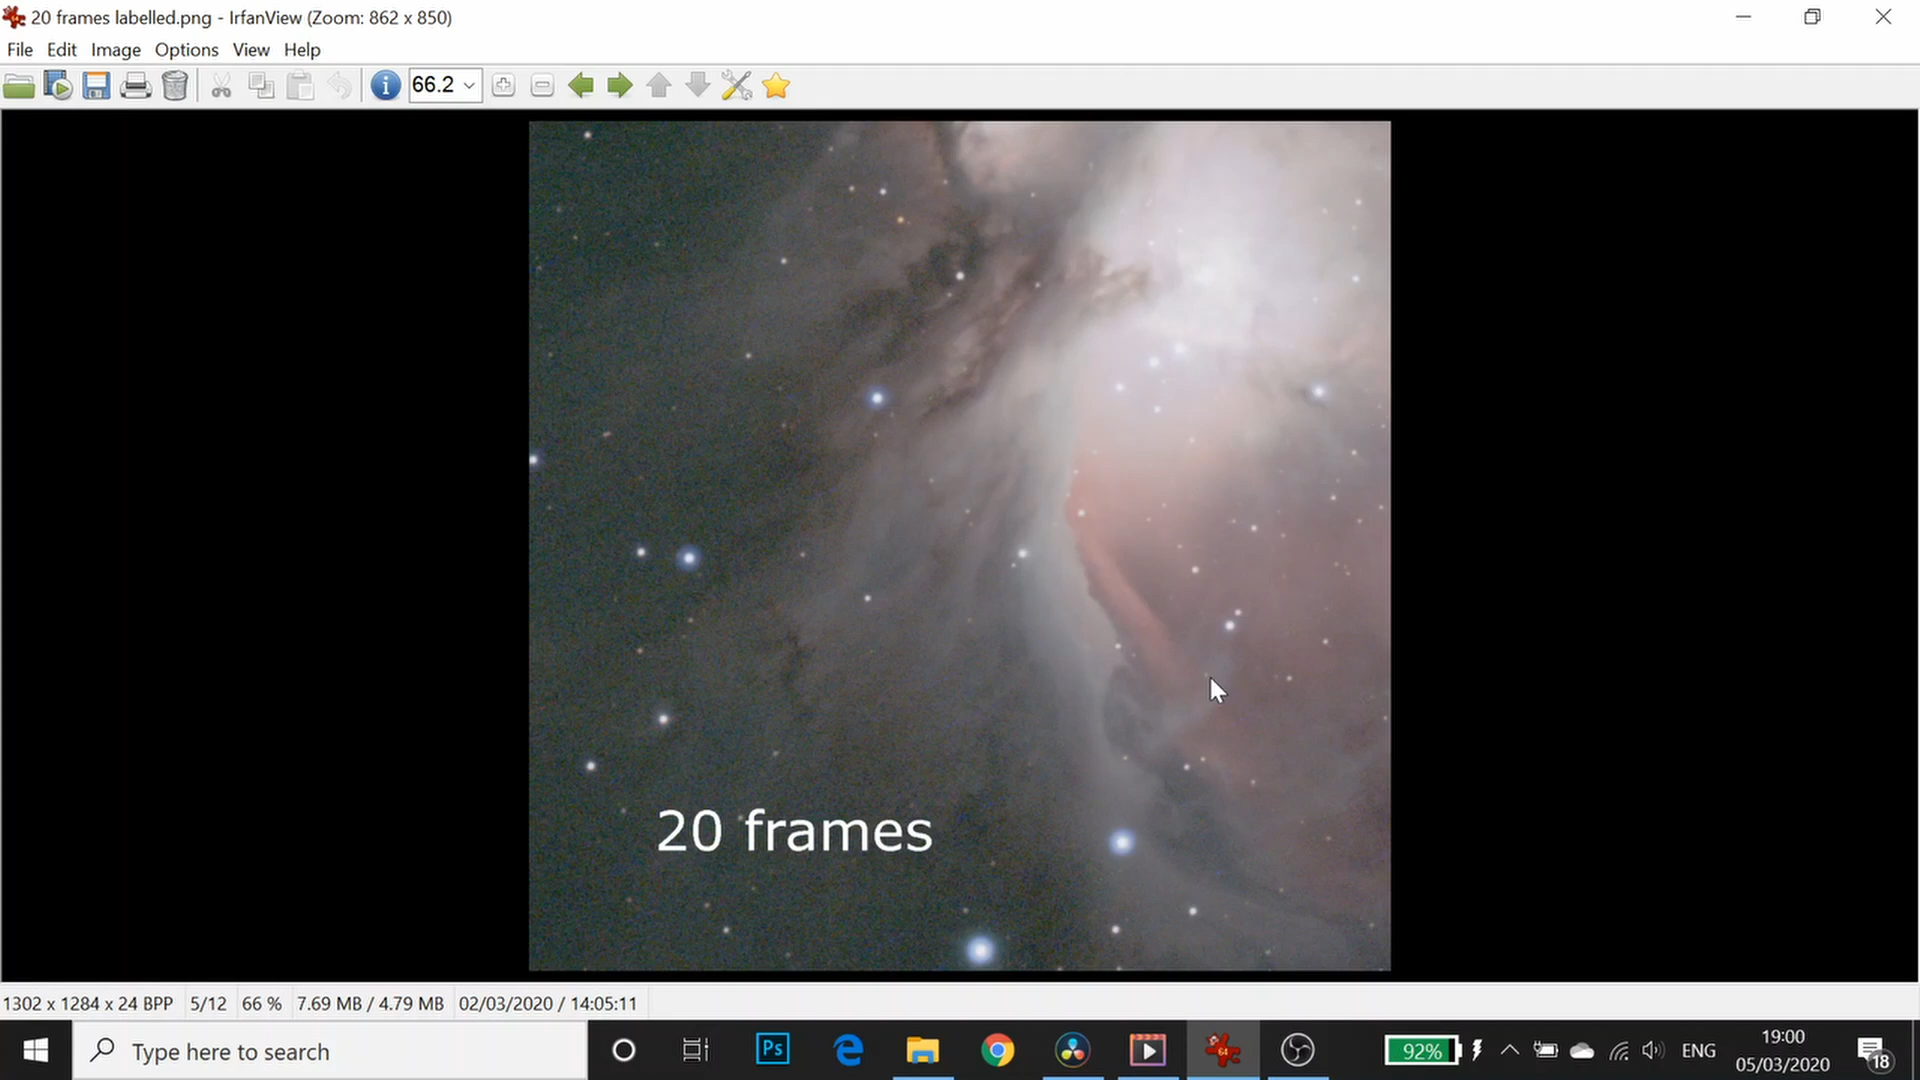 20 frames labelled.png - IrfanView (Zoom: 862 x 850)
File Edit Image Options View Help
66.2
20 frames
1302 x 1284 x 24 BPP 5/12 66 % 7.69 MB / 4.79 MB 02/03/2020 / 14:05:11
Type here to search
Ps
64
92%
ENG
19:00
05/03/2020
18